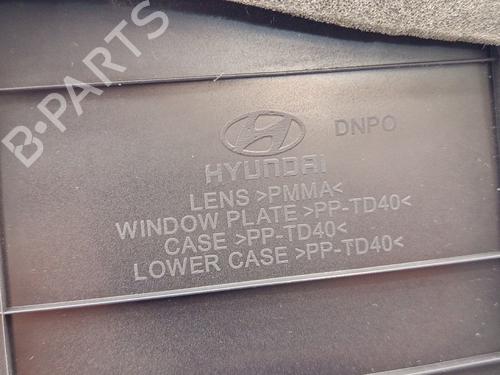 B-PARTS
DNPO
HYUNDAI
LENS >PMMA<
WINDOW PLATE >PP-TD40<
CASE >PP-TD40<
LOWER CASE >PP-TD40<